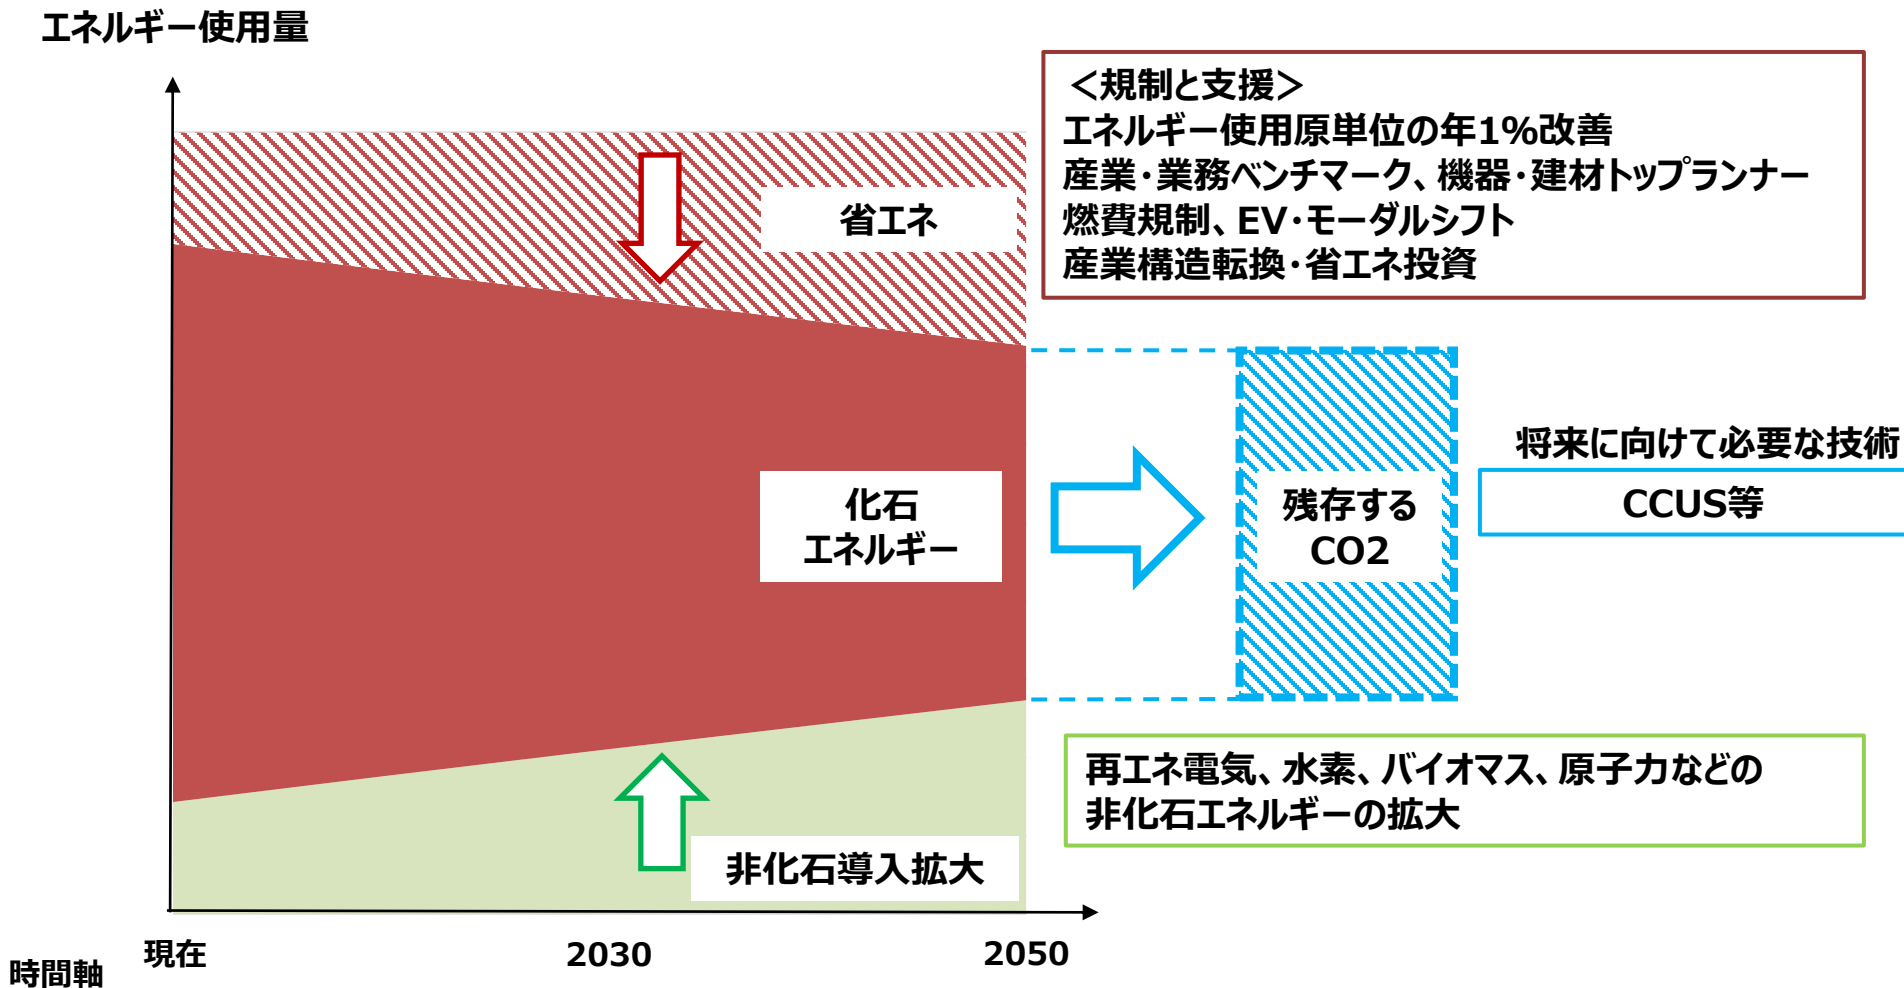 エネルギー使用量
＜規制と支援＞
エネルギー使用原単位の年1%改善
産業・業務ベンチマーク、機器・建材トップランナー
燃費規制、EV・モーダルシフト
産業構造転換・省エネ投資
省エネ
将来に向けて必要な技術
CCUS等
化石
エネルギー
残存する
CO2
再エネ電気、水素、バイオマス、原子力などの
非化石エネルギーの拡大
非化石導入拡大
現在
2030
2050
時間軸